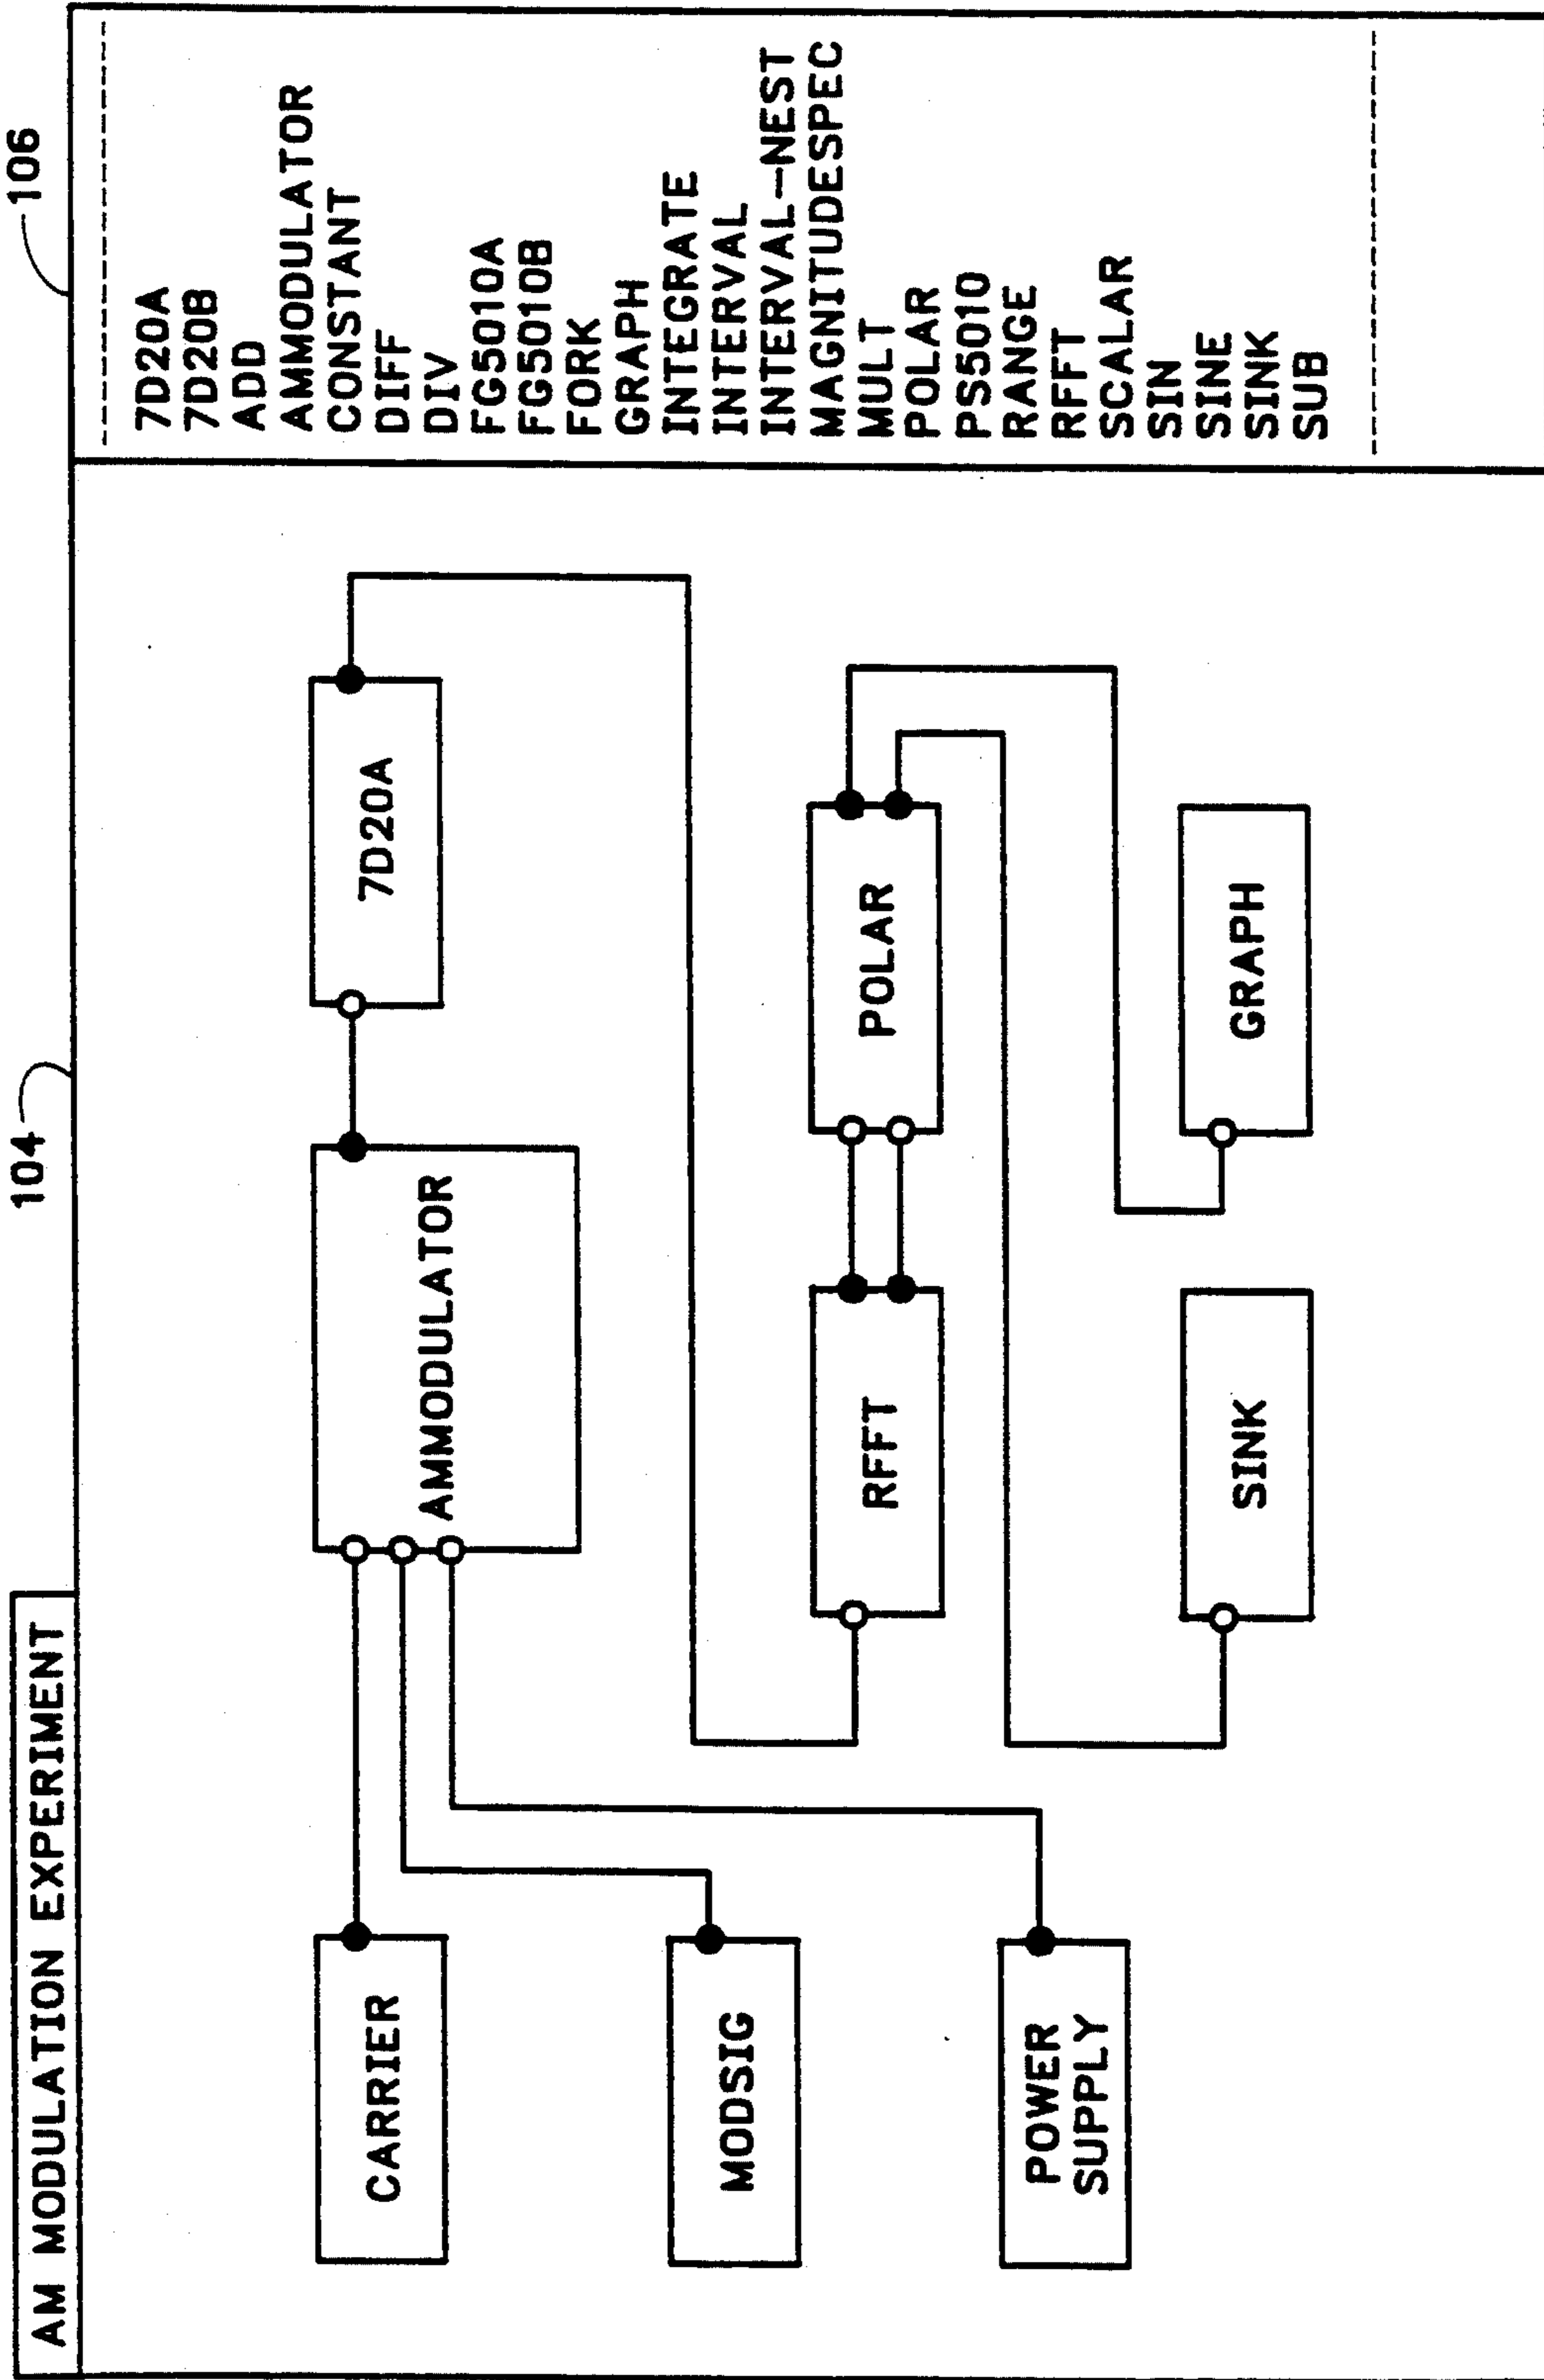 104
106
AM MODULATION EXPERIMENT
CARRIER
AMMODULATOR
7D20A
MODSIG
RFFT
POLAR
POWER
SUPPLY
SINK
GRAPH
7D20A
7D20B
ADD
AMMODULATOR
CONSTANT
DIFF
DIV
FG5010A
FG5010B
FORK
GRAPH
INTEGRATE
INTERVAL
INTERVAL-NEST
MAGNITUDESPEC
MULT
POLAR
PS5010
RANGE
RFFT
SCALAR
SIN
SINE
SINK
SUB